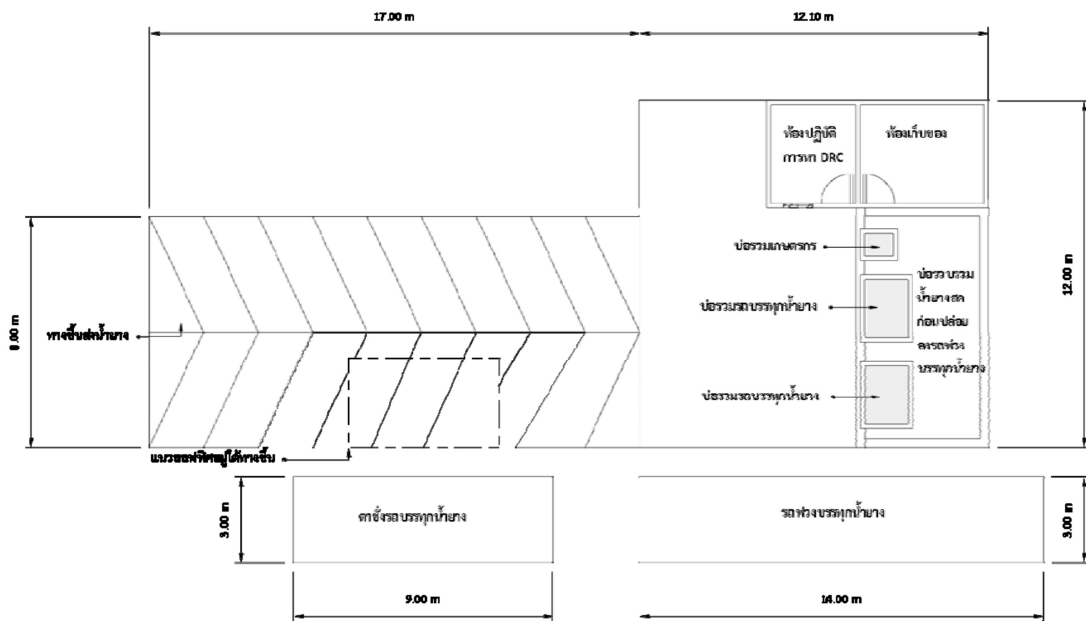 17.00 m
12.10 m
ห้องปฏิบัติ
การหา DRC
ห้องเก็บของ
บ่อรวมเกษตรกร
บ่อรวมรถบรรทุกน้ำยาง
บ่อรวบรวม
น้ำยางสด
ก่อนปล่อย
ลงรถพ่วง
บรรทุกน้ำยาง
บ่อรวมรถบรรทุกน้ำยาง
12.00 m
8.00 m
ทางขึ้นส่งน้ำยาง
แนวออฟฟิศอยู่ใต้ทางขึ้น
3.00 m
ตาชั่งรถบรรทุกน้ำยาง
รถพ่วงบรรทุกน้ำยาง
3.00 m
9.00 m
14.00 m